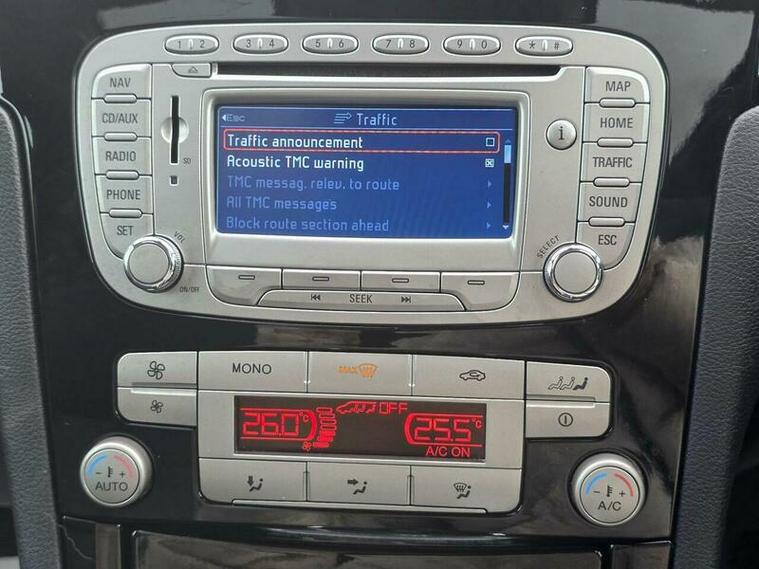 1 2
3 4
5 6
7 8
9 0
* #
NAV
CD/AUX
RADIO
PHONE
SET
SD
Esc
Traffic
Traffic announcement
Acoustic TMC warning
TMC messag. relev. to route
All TMC messages
Block route section ahead
i
MAP
HOME
TRAFFIC
SOUND
ESC
VOL
ON/OFF
SELECT
SEEK
MONO
MAX
26.0°C
OFF
25.5°C
A/C ON
- +
AUTO
- +
A/C